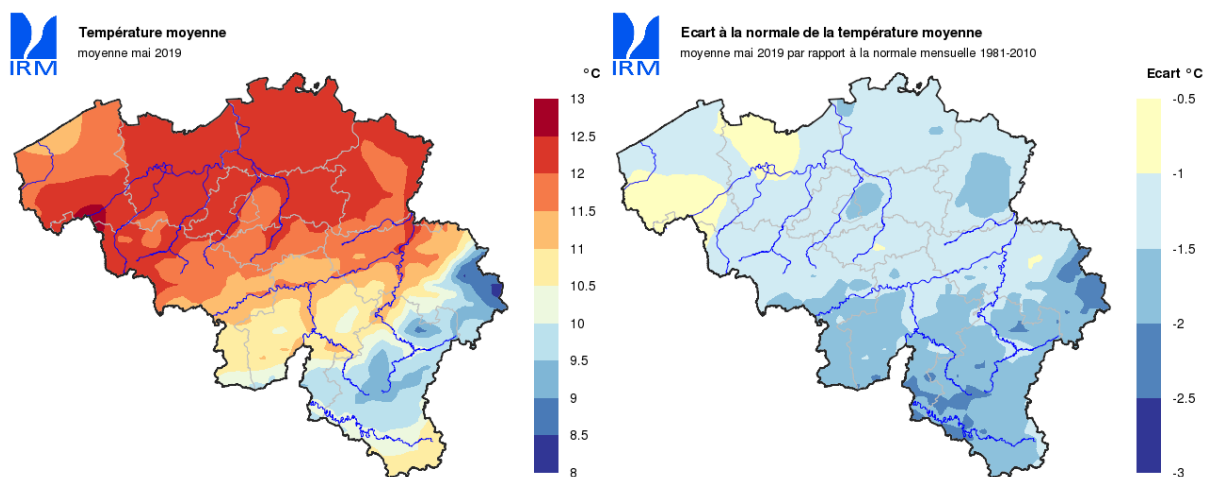 IRM
Température moyenne
moyenne mai 2019
°C
13
12.5
12
11.5
11
10.5
10
9.5
9
8.5
8
IRM
Ecart à la normale de la température moyenne
moyenne mai 2019 par rapport à la normale mensuelle 1981-2010
Ecart °C
-0.5
-1
-1.5
-2
-2.5
-3